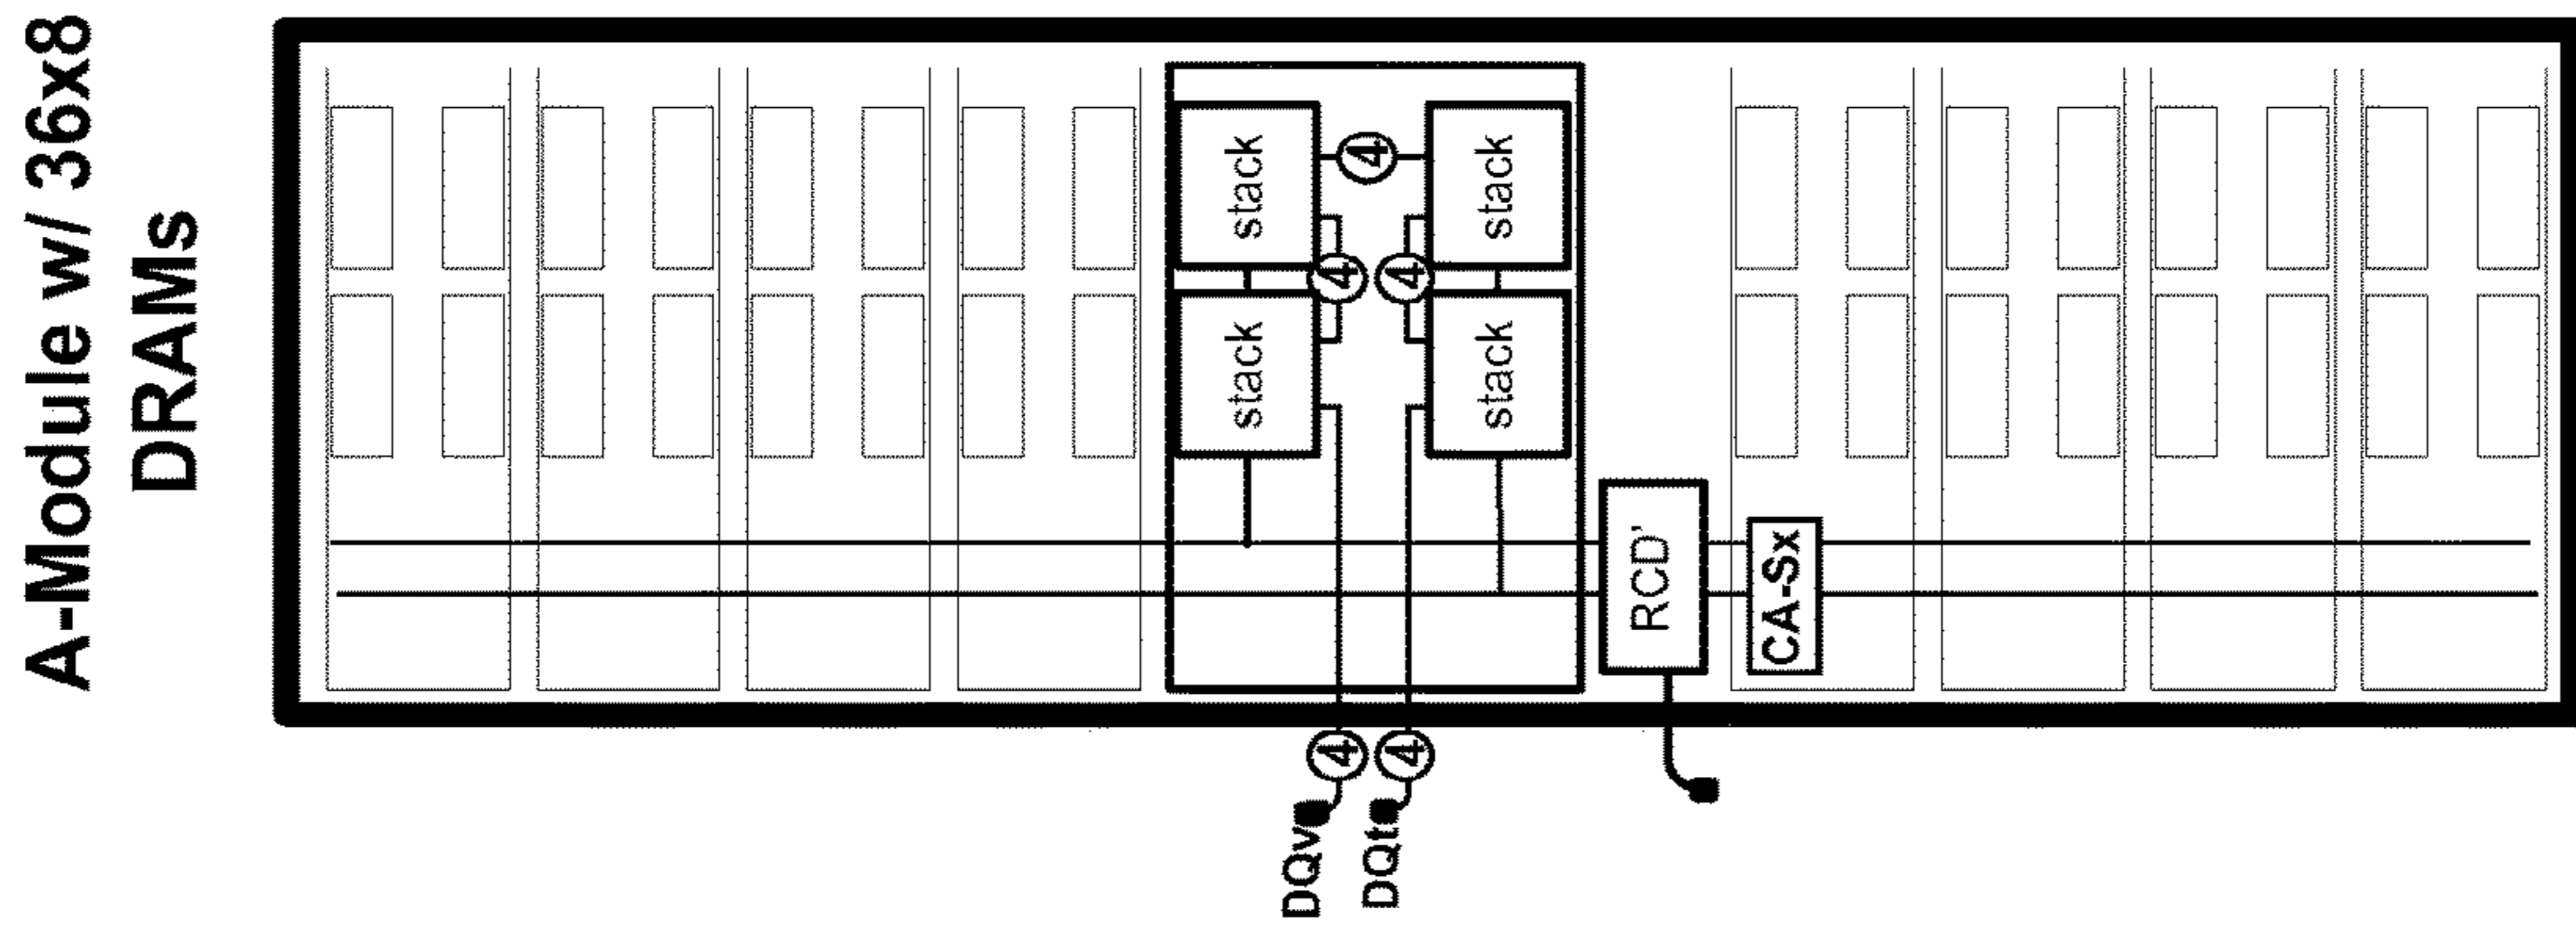 A-Module w/ 36x8
DRAMs
stack
4
stack
4
4
stack
stack
RCD'
CA-Sx
4
4
DQv
DQt